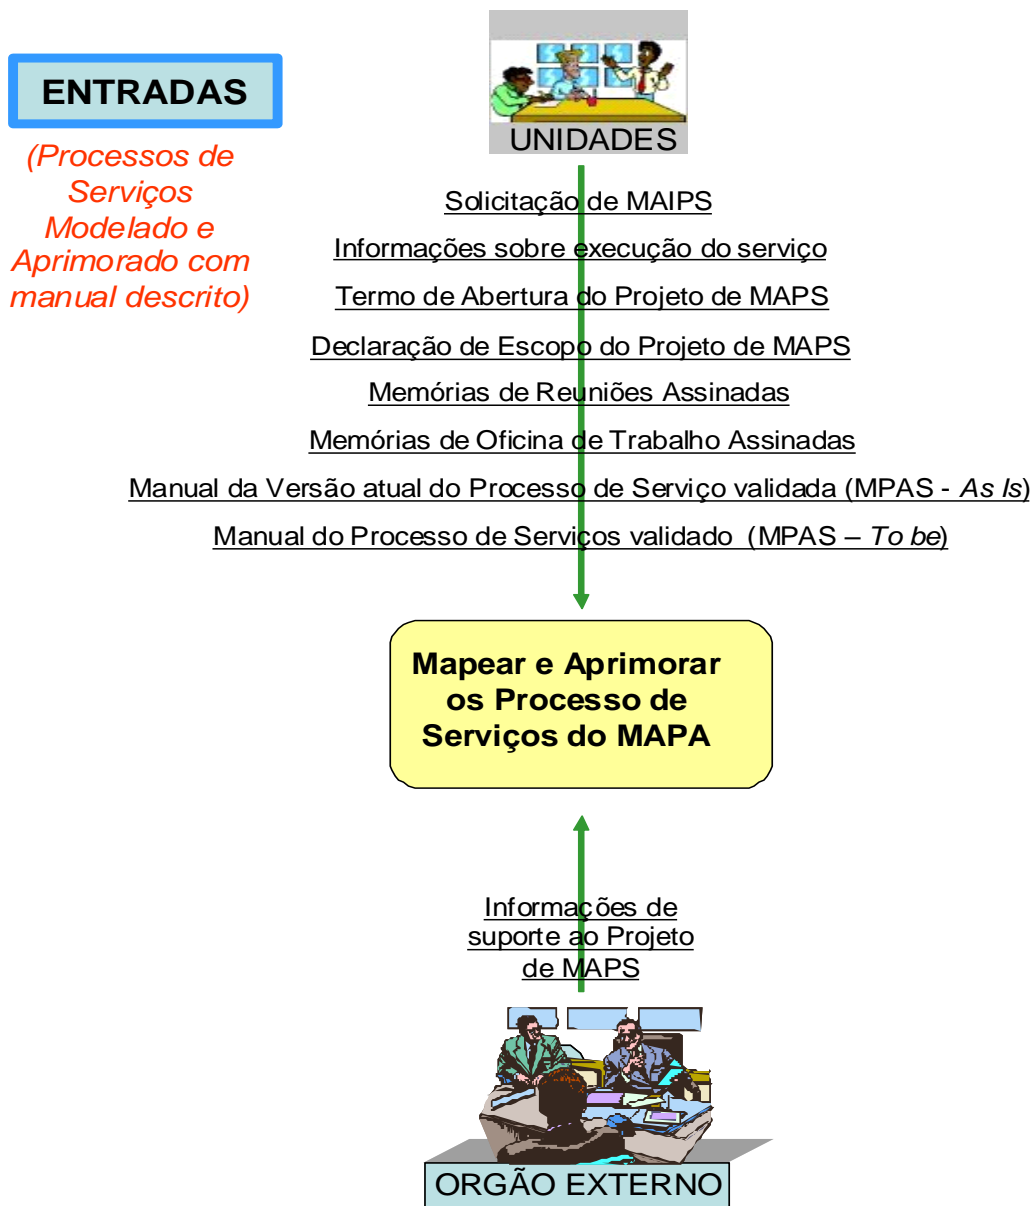 ENTRADAS
(Processos de
Serviços
Modelado e
Aprimorado com
manual descrito)
UNIDADES
Solicitação de MAIPS
Informações sobre execução do serviço
Termo de Abertura do Projeto de MAPS
Declaração de Escopo do Projeto de MAPS
Memórias de Reuniões Assinadas
Memórias de Oficina de Trabalho Assinadas
Manual da Versão atual do Processo de Serviço validada (MPAS - As Is)
Manual do Processo de Serviços validado (MPAS – To be)
Mapear e Aprimorar
os Processo de
Serviços do MAPA
Informações de
suporte ao Projeto
de MAPS
ORGÃO EXTERNO